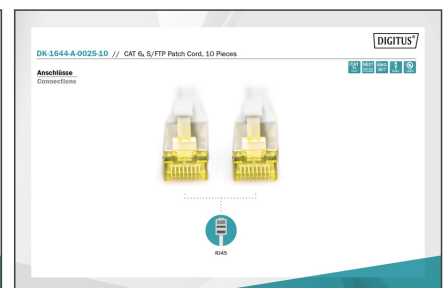 DIGITUS®
DK-1644-A-0025-10 // CAT 6A S/FTP Patch Cord, 10 Pieces
Anschlüsse
Connections
RJ45